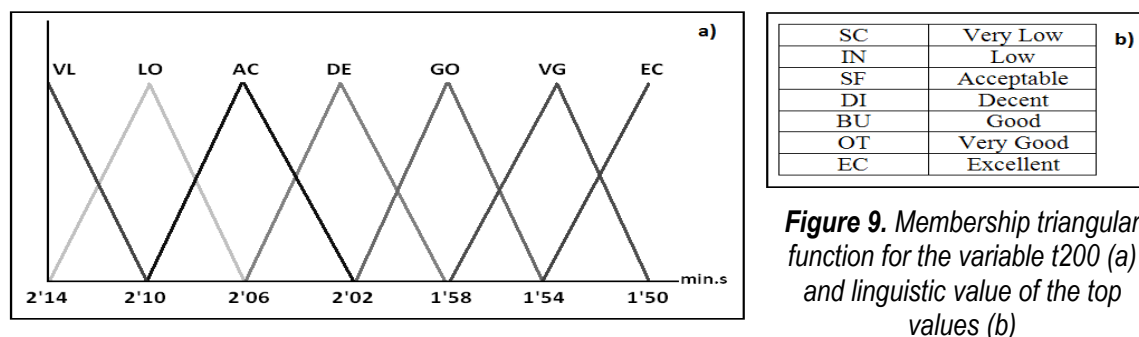 a)
VL LO AC DE GO VG EC
min.s
2'14 2'10 2'06 2'02 1'58 1'54 1'50
b)
SC Very Low
IN Low
SF Acceptable
DI Decent
BU Good
OT Very Good
EC Excellent
Figure 9. Membership triangular
function for the variable t200 (a)
and linguistic value of the top
values (b)